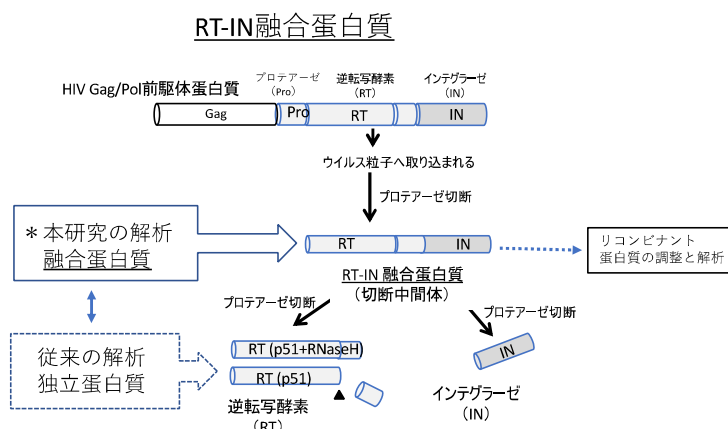 RT-IN融合蛋白質
HIV Gag/Pol前駆体蛋白質
プロテアーゼ
（Pro）
逆転写酵素
（RT）
インテグラーゼ
（IN）
Gag
Pro
RT
IN
ウイルス粒子へ取り込まれる
プロテアーゼ切断
＊本研究の解析
融合蛋白質
RT
IN
リコンビナント
蛋白質の調整と解析
RT-IN 融合蛋白質
（切断中間体）
プロテアーゼ切断
プロテアーゼ切断
従来の解析
独立蛋白質
RT (p51+RNaseH)
RT (p51)
IN
逆転写酵素
（RT）
インテグラーゼ
（IN）